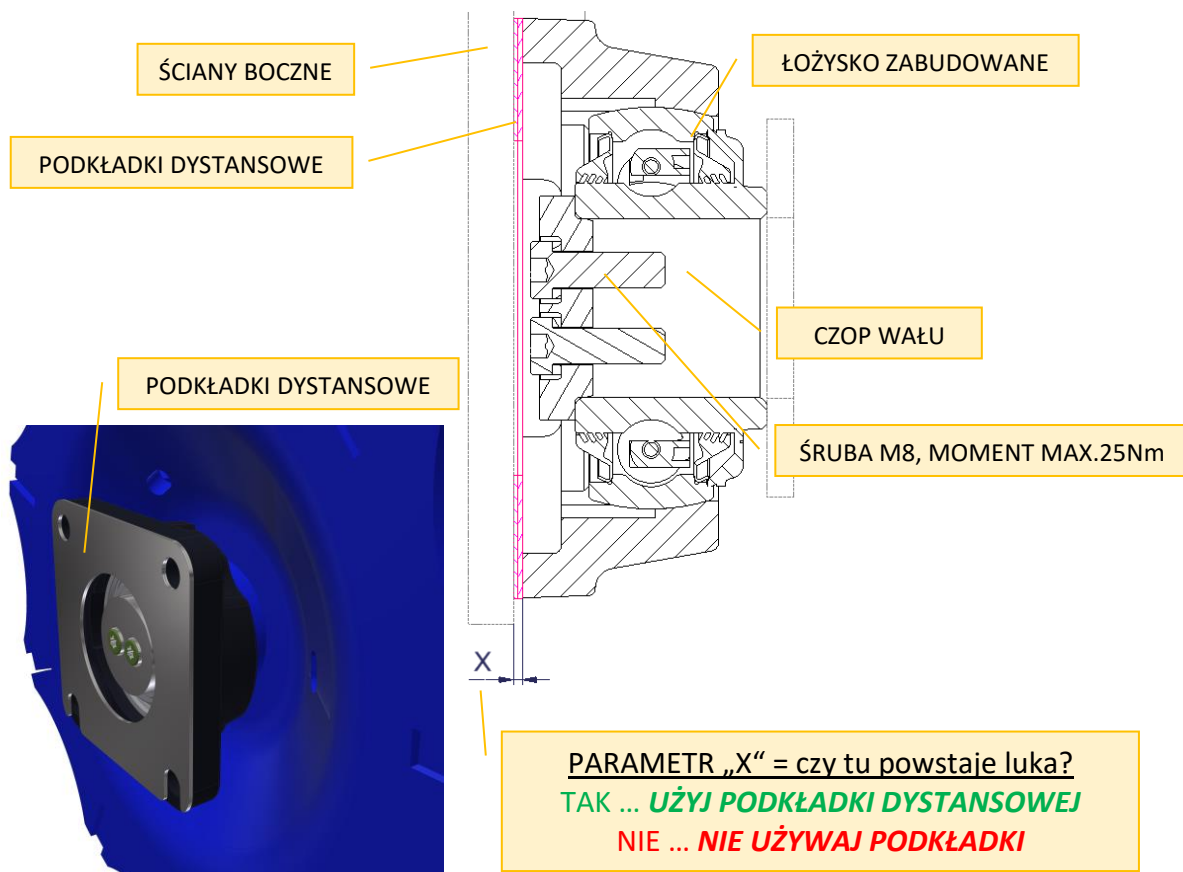 ŚCIANY BOCZNE
ŁOŻYSKO ZABUDOWANE
PODKŁADKI DYSTANSOWE
CZOP WAŁU
PODKŁADKI DYSTANSOWE
ŚRUBA M8, MOMENT MAX.25Nm
X
PARAMETR „X“ = czy tu powstaje luka?
TAK ... UŻYJ PODKŁADKI DYSTANSOWEJ
NIE ... NIE UŻYWAJ PODKŁADKI